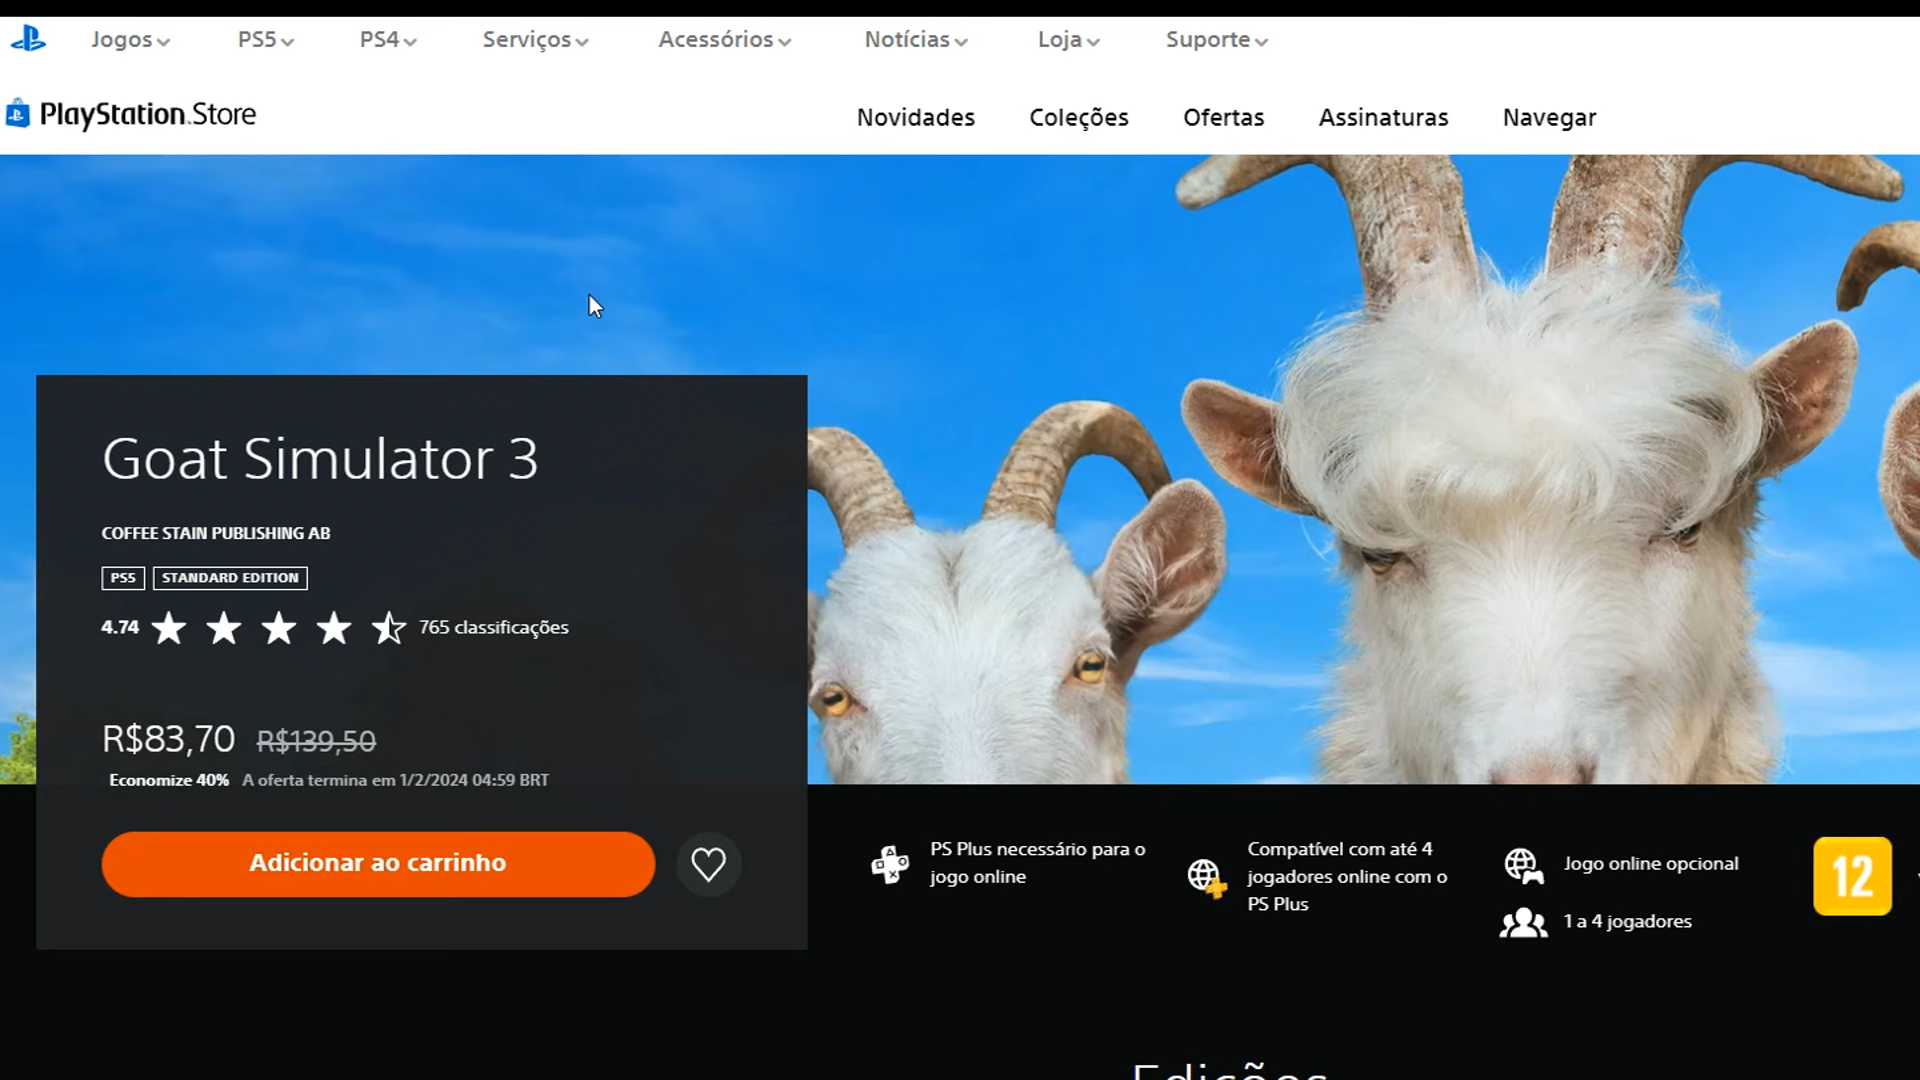 Jogos
PS5
PS4
Serviços
Acessórios
Notícias
Loja
Suporte
PlayStation.Store
Novidades
Coleções
Ofertas
Assinaturas
Navegar
Goat Simulator 3
COFFEE STAIN PUBLISHING AB
PS5 STANDARD EDITION
4.74 765 classificações
R$83,70 R$139,50
Economize 40% A oferta termina em 1/2/2024 04:59 BRT
Adicionar ao carrinho
PS Plus necessário para o
jogo online
Compatível com até 4
jogadores online com o
PS Plus
Jogo online opcional
1 a 4 jogadores
12
Edições